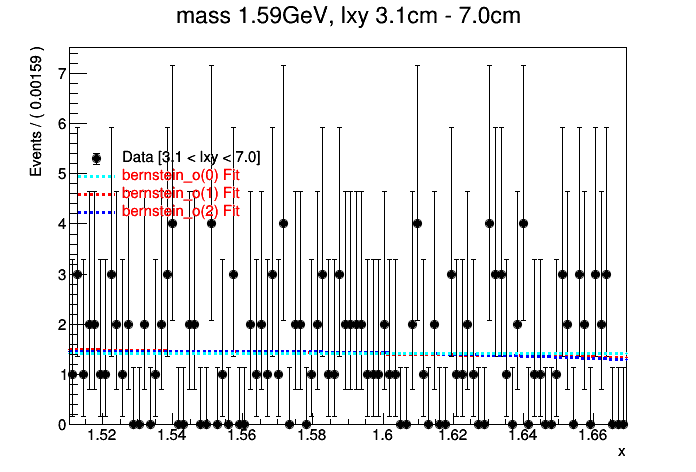 mass 1.59GeV, lxy 3.1cm - 7.0cm
Events / ( 0.00159 )
7
6
5
4
3
2
1
0
Data [3.1 < lxy < 7.0]
bernstein_o(0) Fit
bernstein_o(1) Fit
bernstein_o(2) Fit
1.52 1.54 1.56 1.58 1.6 1.62 1.64 1.66
x